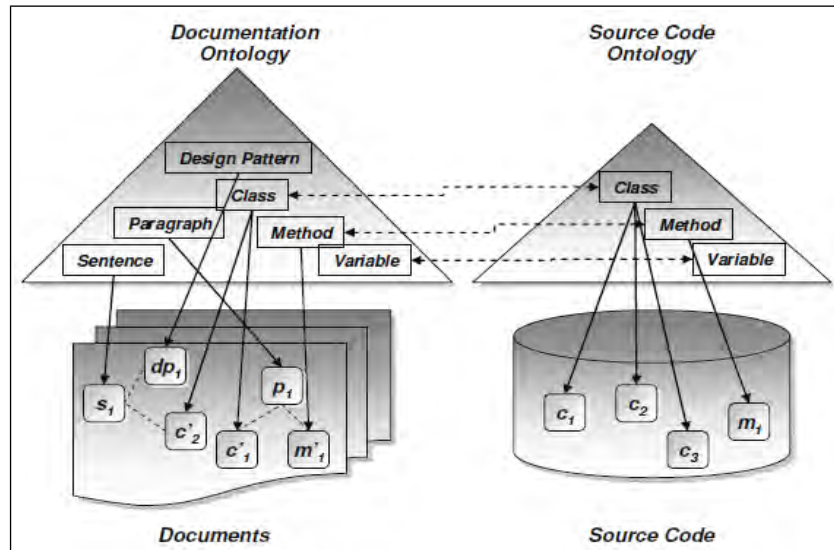 Documentation
Ontology
Source Code
Ontology
Design Pattern
Class
Paragraph
Method
Sentence
Variable
Class
Method
Variable
dp1
s1
p1
c'2
c'1
m'1
c1
c2
c3
m1
Documents
Source Code